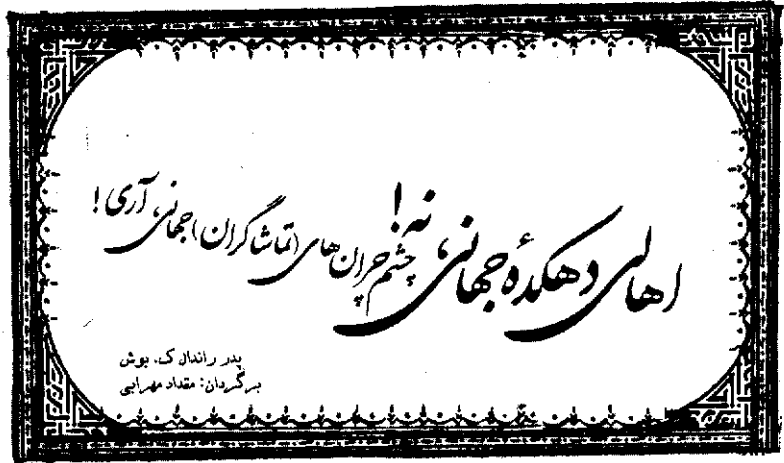 اهالی دهکدهٔ جهانی، نه!
چشم‌چران‌های (تماشاگران) جهانی، آری!
پدر راندال ک. بوش
برگردان: مقداد مهرابی